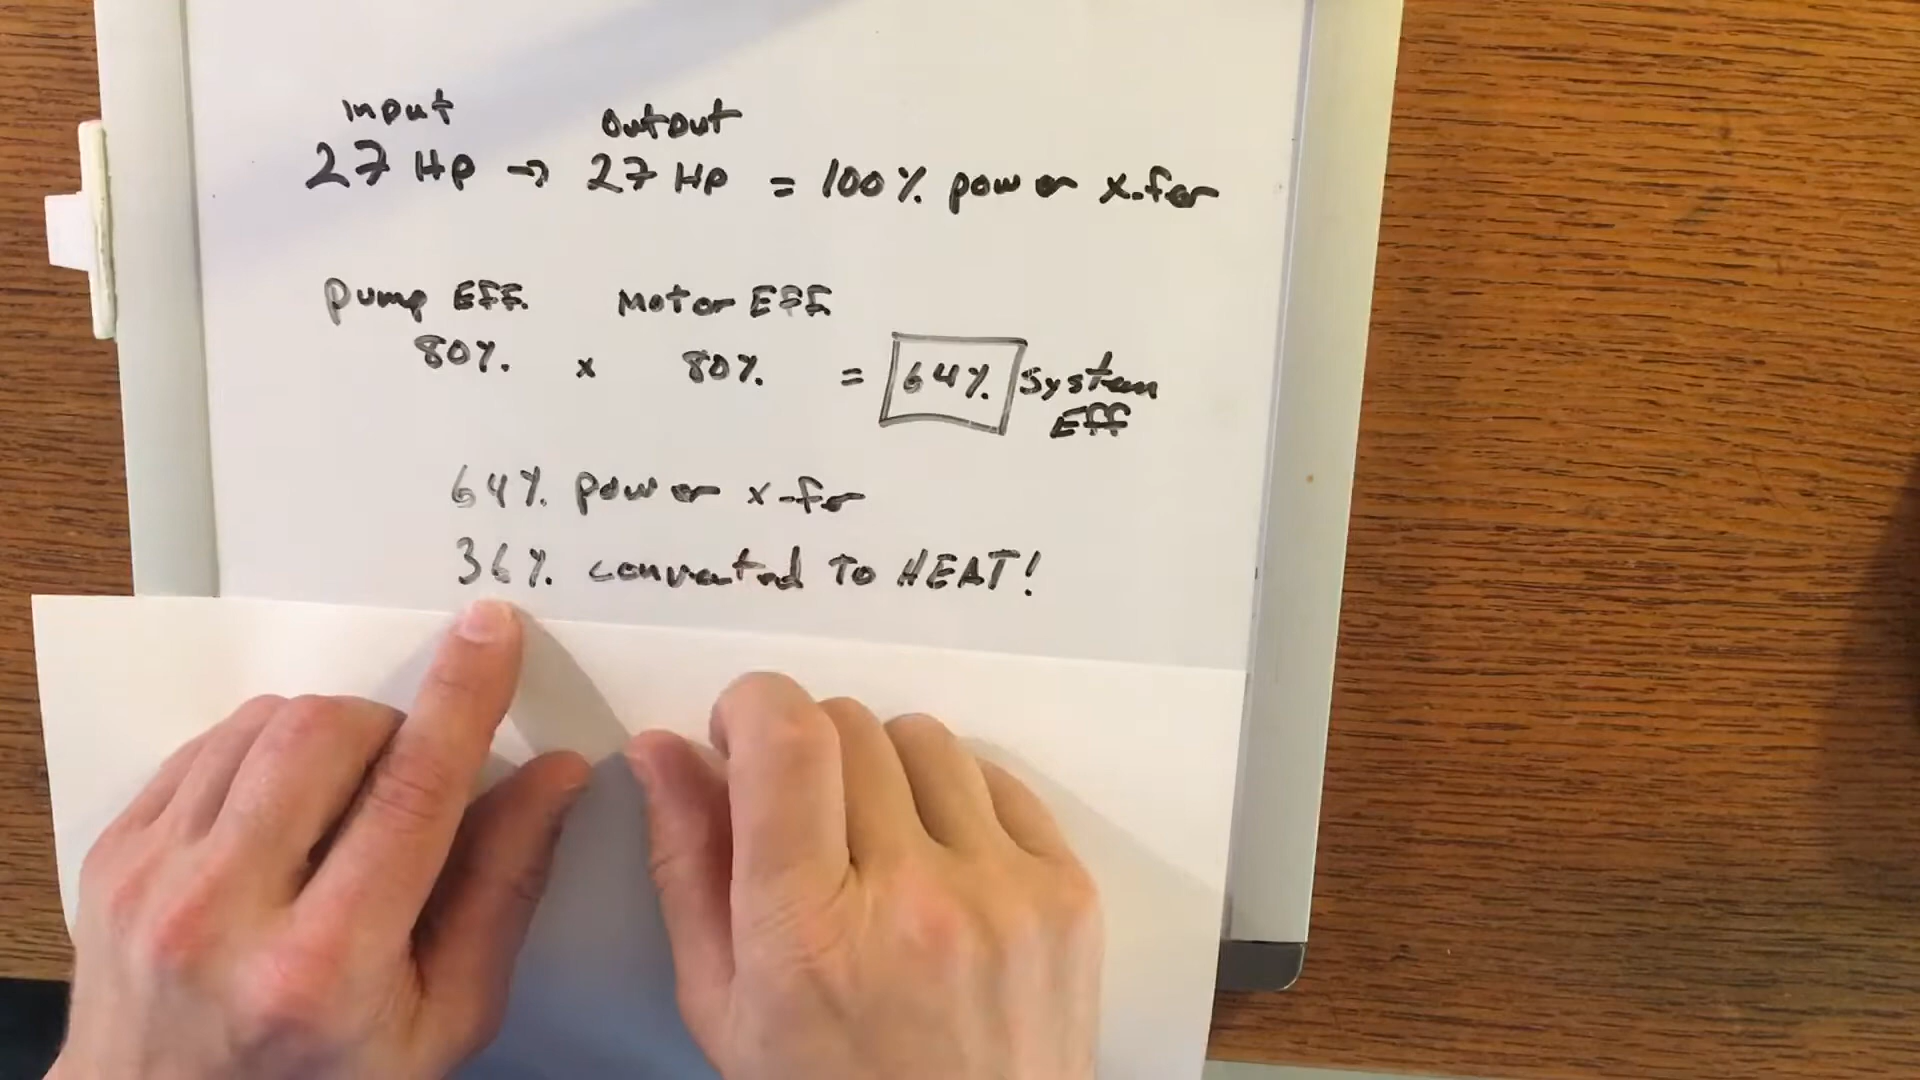 Input Output
27 HP → 27 HP = 100% power x-fer
Pump EFF. Motor EFF
80% x 80% = 64% System
Eff
64% power x-fer
36% converted to HEAT!